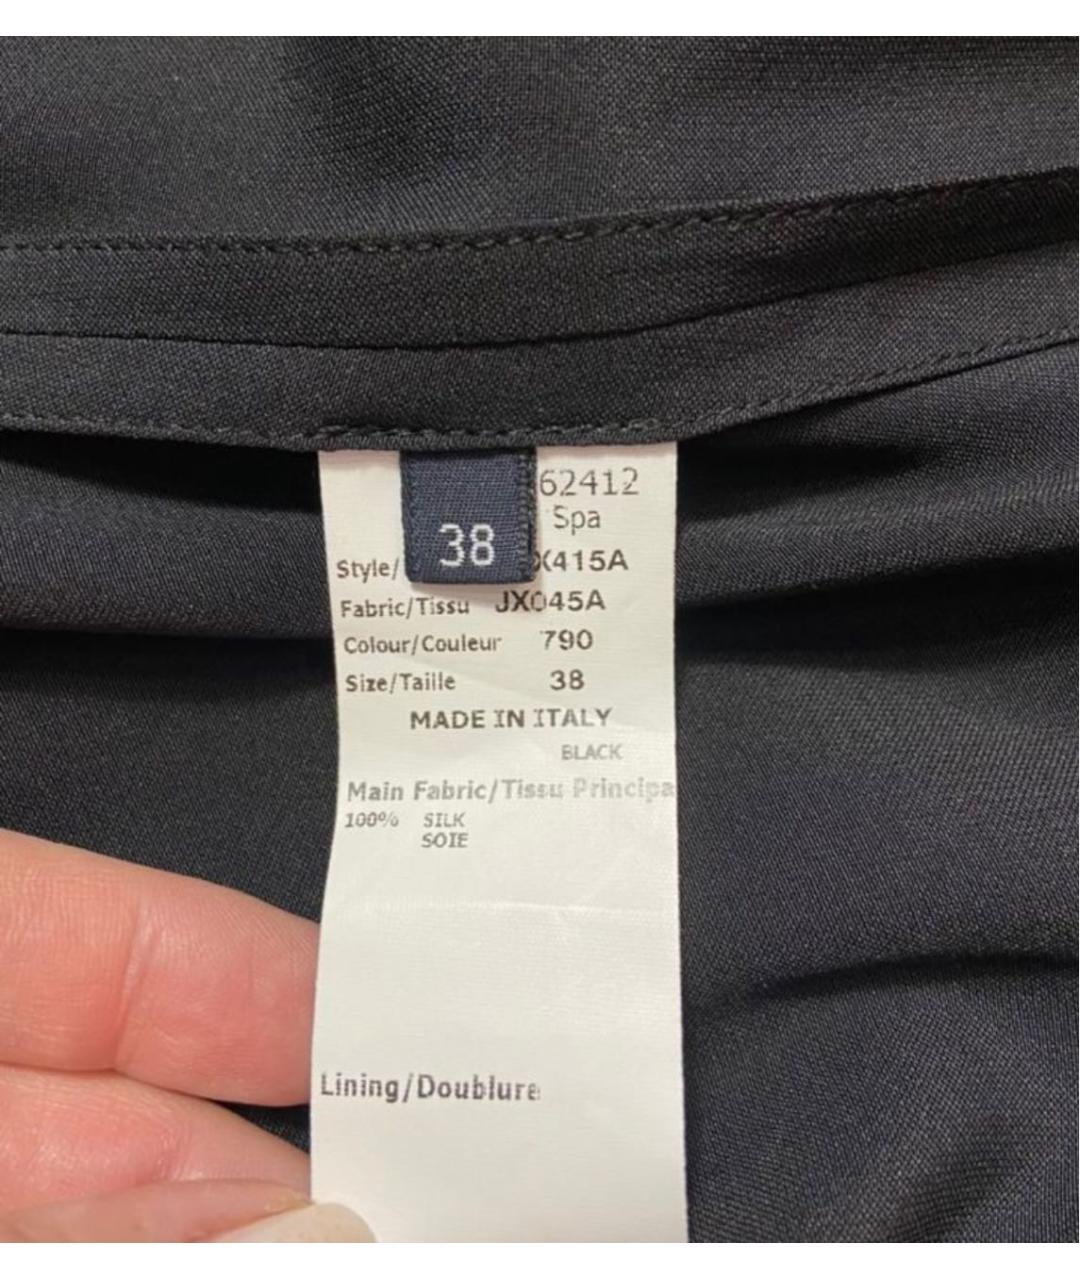 62412
Spa
38
Style/ X415A
Fabric/Tissu JX045A
Colour/Couleur 790
Size/Taille 38
MADE IN ITALY
BLACK
Main Fabric/Tissu Principa
100% SILK
SOIE
Lining/Doublure